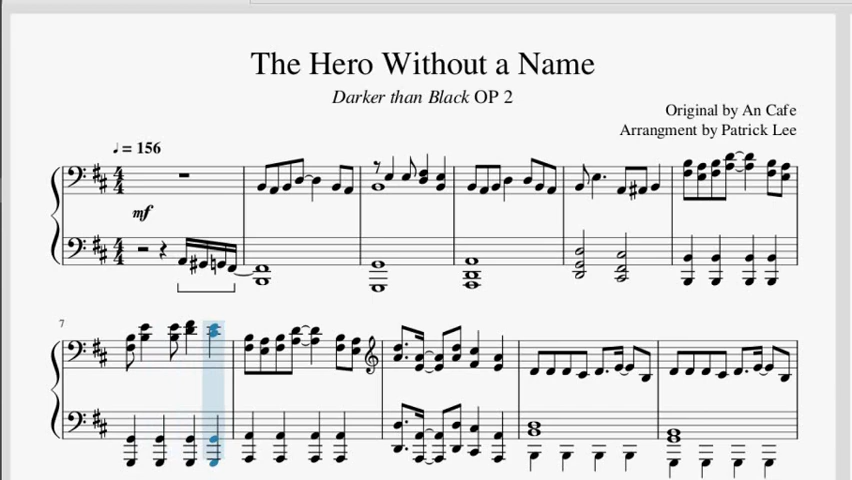 The Hero Without a Name
Darker than Black OP 2
Original by An Cafe
Arrangment by Patrick Lee
♩ = 156
mf
7